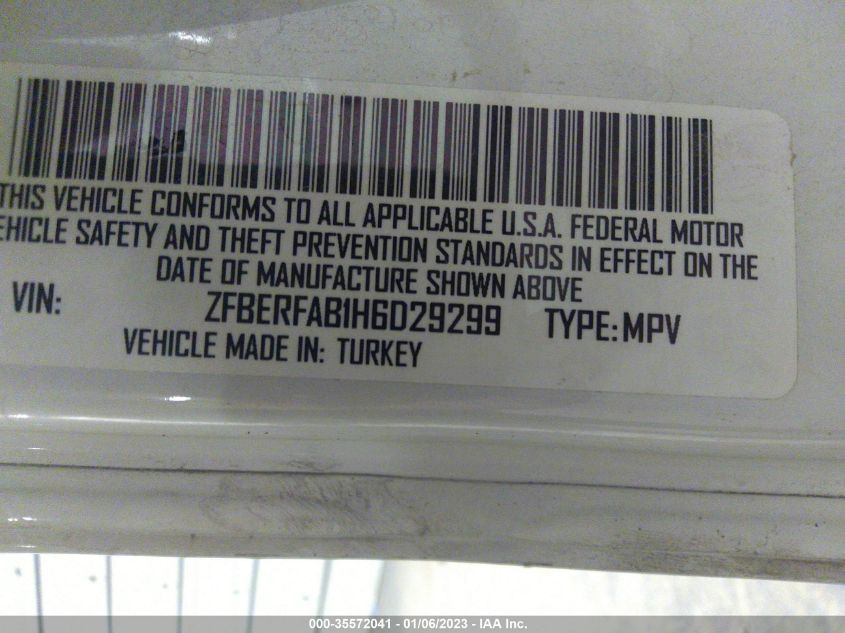 THIS VEHICLE CONFORMS TO ALL APPLICABLE U.S.A. FEDERAL MOTOR
VEHICLE SAFETY AND THEFT PREVENTION STANDARDS IN EFFECT ON THE
DATE OF MANUFACTURE SHOWN ABOVE
VIN: ZFBERFAB1H6D29299 TYPE: MPV
VEHICLE MADE IN: TURKEY
000-35572041 - 01/06/2023 - IAA Inc.